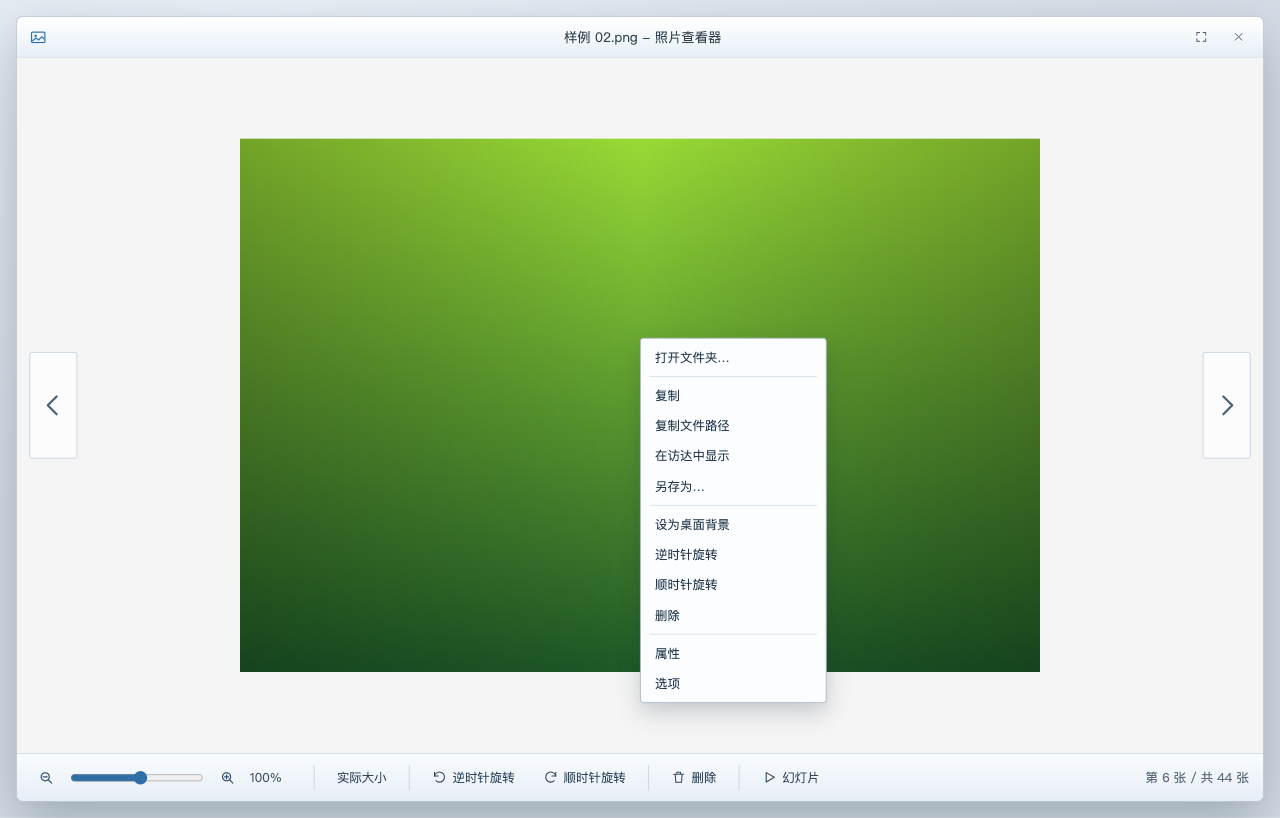 样例 02.png – 照片查看器
打开文件夹…
复制
复制文件路径
在访达中显示
另存为…
设为桌面背景
逆时针旋转
顺时针旋转
删除
属性
选项
100%
实际大小
逆时针旋转
顺时针旋转
删除
幻灯片
第 6 张 / 共 44 张